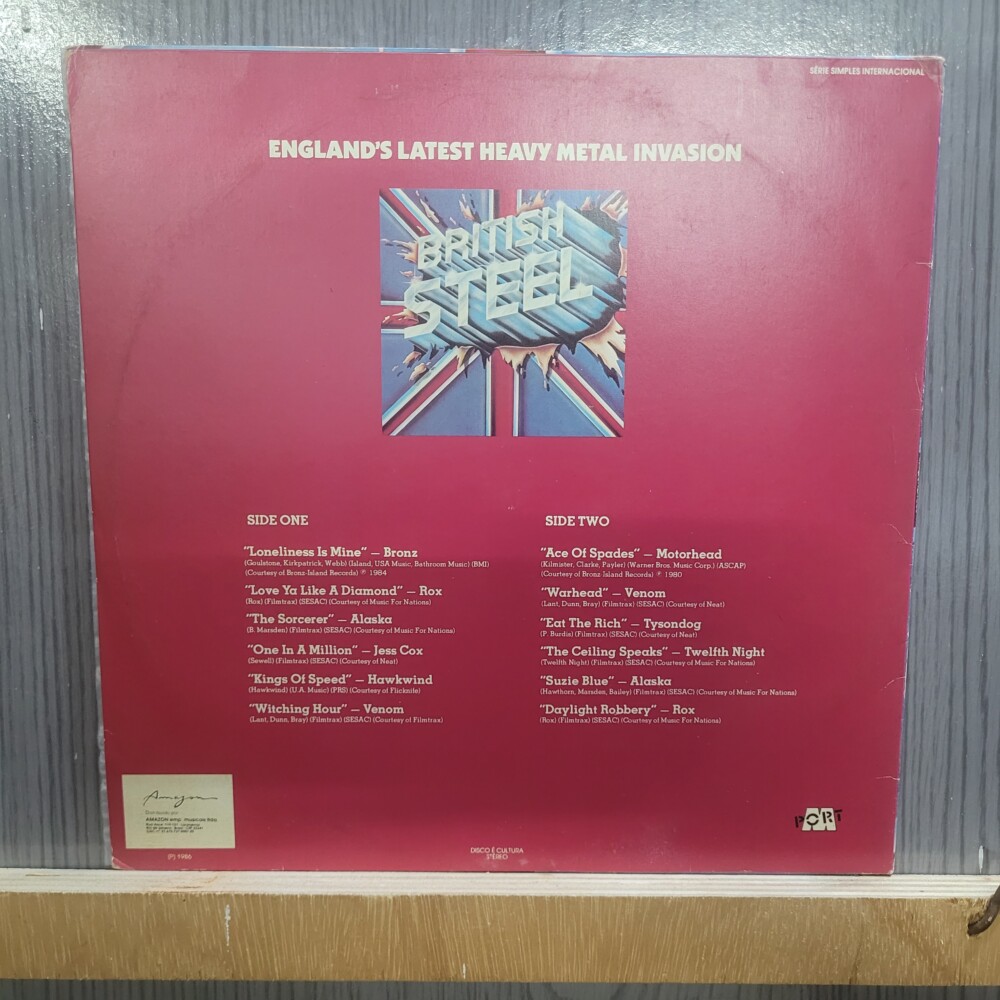 SÉRIE SIMPLES INTERNACIONAL
ENGLAND'S LATEST HEAVY METAL INVASION
BRITISH
STEEL
SIDE ONE
"Loneliness Is Mine" — Bronz
(Goulstone, Kirkpatrick, Webb) (Island, USA Music, Bathroom Music) (BMI)
(Courtesy of Bronz-Island Records) ℗ 1984
"Love Ya Like A Diamond" — Rox
(Rox) (Filmtrax) (SESAC) (Courtesy of Music For Nations)
"The Sorcerer" — Alaska
(B. Marsden) (Filmtrax) (SESAC) (Courtesy of Music For Nations)
"One In A Million" — Jess Cox
(Sewell) (Filmtrax) (SESAC) (Courtesy of Neat)
"Kings Of Speed" — Hawkwind
(Hawkwind) (U.A. Music) (PRS) (Courtesy of Flicknife)
"Witching Hour" — Venom
(Lant, Dunn, Bray) (Filmtrax) (SESAC) (Courtesy of Filmtrax)
SIDE TWO
"Ace Of Spades" — Motorhead
(Kilmister, Clarke, Payler) (Warner Bros. Music Corp.) (ASCAP)
(Courtesy of Bronz-Island Records) ℗ 1980
"Warhead" — Venom
(Lant, Dunn, Bray) (Filmtrax) (SESAC) (Courtesy of Neat)
"Eat The Rich" — Tysondog
(P. Burdis) (Filmtrax) (SESAC) (Courtesy of Neat)
"The Ceiling Speaks" — Twelfth Night
(Twelfth Night) (Filmtrax) (SESAC) (Courtesy of Music For Nations)
"Suzie Blue" — Alaska
(Hawthorn, Marsden, Bailey) (Filmtrax) (SESAC) (Courtesy of Music For Nations)
"Daylight Robbery" — Rox
(Rox) (Filmtrax) (SESAC) (Courtesy of Music For Nations)
Amazon
AMAZON emp. musicais ltda
PORT
(P) 1986
DISCO É CULTURA
STÉREO